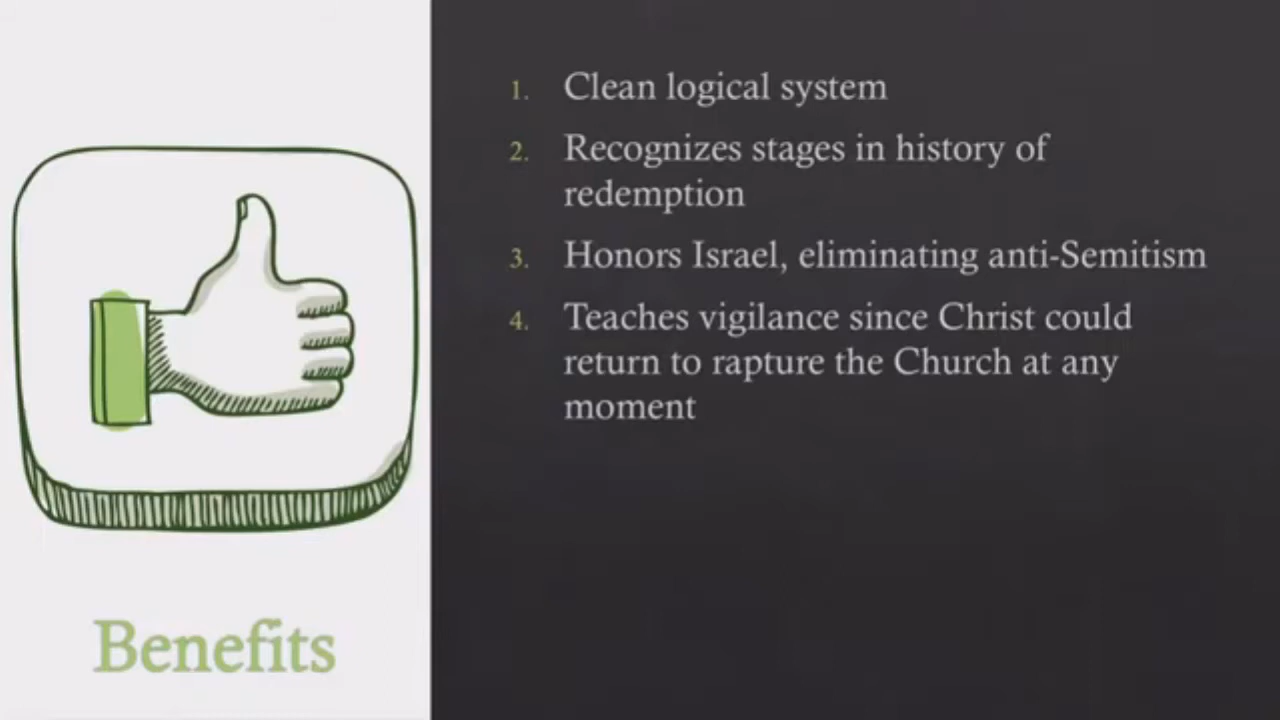 1. Clean logical system
2. Recognizes stages in history of
redemption
3. Honors Israel, eliminating anti-Semitism
4. Teaches vigilance since Christ could
return to rapture the Church at any
moment
Benefits